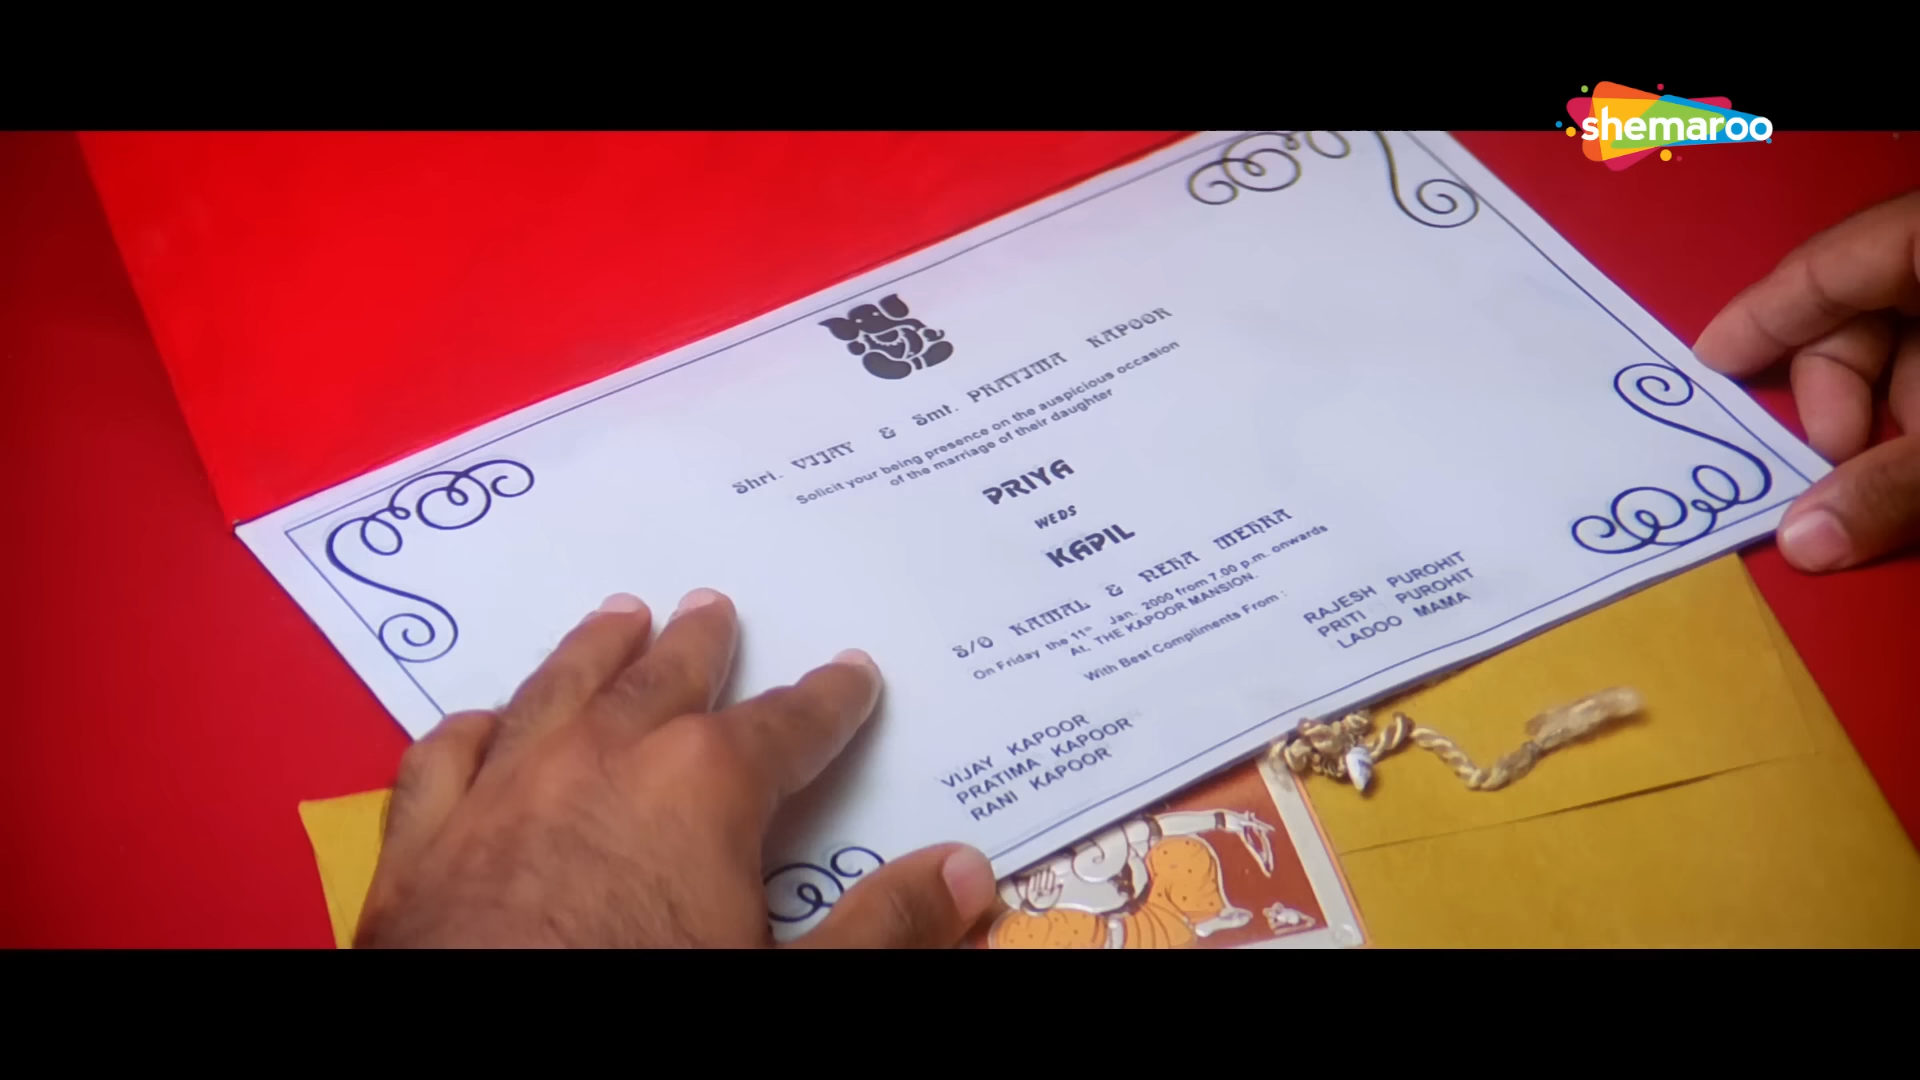 shemaroo
Shri. VIJAY & Smt. PRATIMA KAPOOR
Solicit your being presence on the auspicious occasion
of the marriage of their daughter
PRIYA
WEDS
KAPIL
S/O KAMAL & NEHA MEHRA
On Friday the 11th Jan. 2000 from 7.00 p.m. onwards
At, THE KAPOOR MANSION.
With Best Compliments From :
VIJAY KAPOOR
PRATIMA KAPOOR
RANI KAPOOR
RAJESH PUROHIT
PRITI PUROHIT
LADOO MAMA